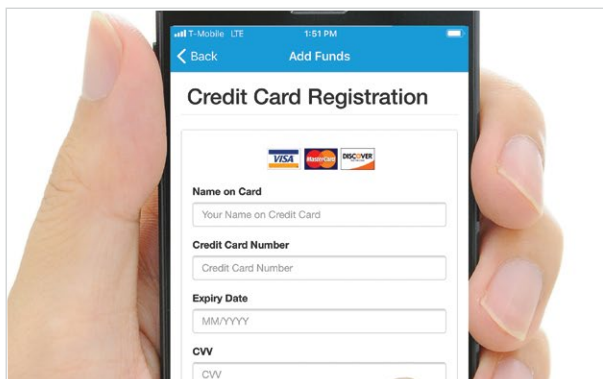 T-Mobile LTE 1:51 PM
Back Add Funds
Credit Card Registration
VISA MasterCard DISCOVER
Name on Card
Your Name on Credit Card
Credit Card Number
Credit Card Number
Expiry Date
MM/YYYY
CVV
CVV